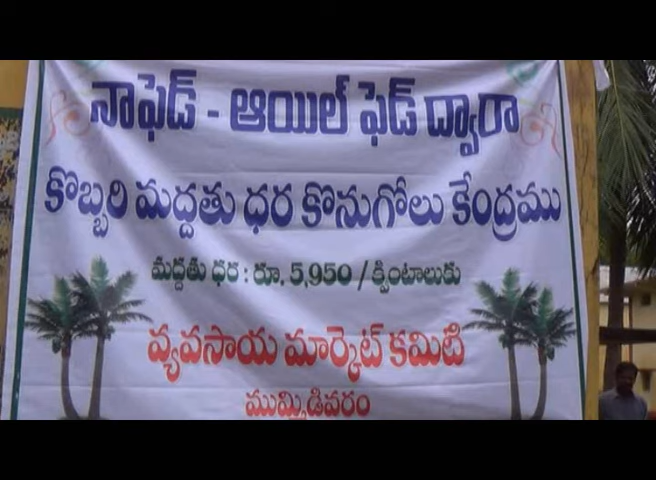 నాఫెడ్ - ఆయిల్ ఫెడ్ ద్వారా
కొబ్బరి మద్దతు ధర కొనుగోలు కేంద్రము
మద్దతు ధర : రూ. 5,950 / క్వింటాలుకు
వ్యవసాయ మార్కెట్ కమిటి
ముమ్మిడివరం